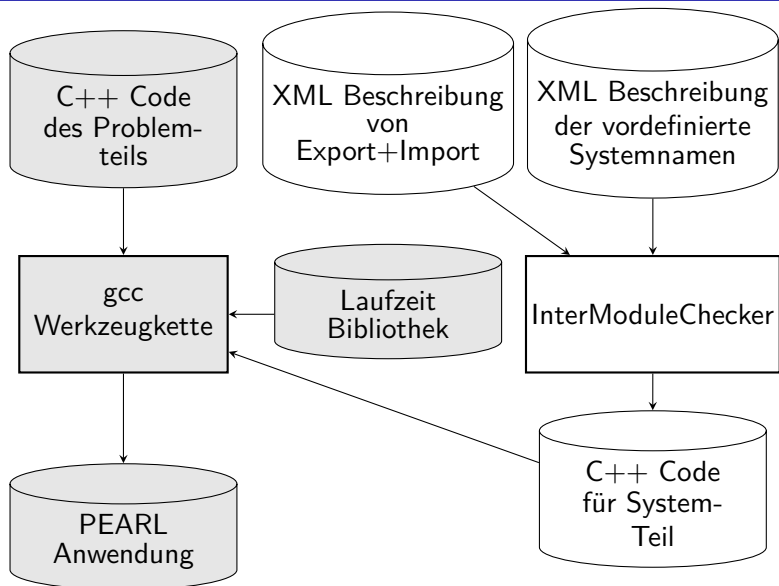 C++ Code
des Problem-
teils
XML Beschreibung
von
Export+Import
XML Beschreibung
der vordefinierte
Systemnamen
gcc
Werkzeugkette
Laufzeit
Bibliothek
InterModuleChecker
PEARL
Anwendung
C++ Code
für System-
Teil